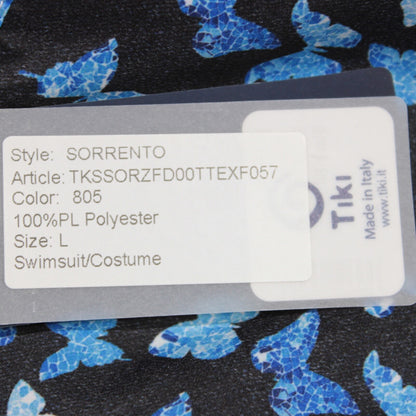 Style: SORRENTO
Article: TKSSORZFD00TTEXF057
Color: 805
100%PL Polyester
Size: L
Swimsuit/Costume
Tiki
Made in Italy
www.tiki.it